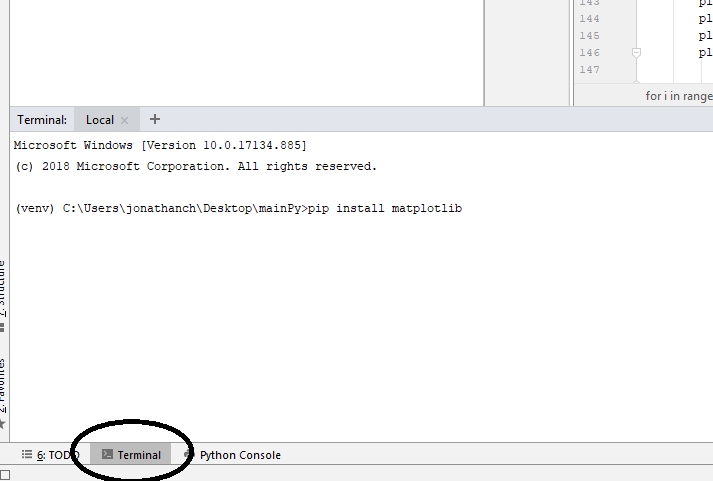 143 pl
144 pl
145 pl
146 pl
147
for i in range
Terminal: Local × +
Microsoft Windows [Version 10.0.17134.885]
(c) 2018 Microsoft Corporation. All rights reserved.
(venv) C:\Users\jonathanch\Desktop\mainPy>pip install matplotlib
7: Structure
2: Favorites
6: TODO Terminal Python Console